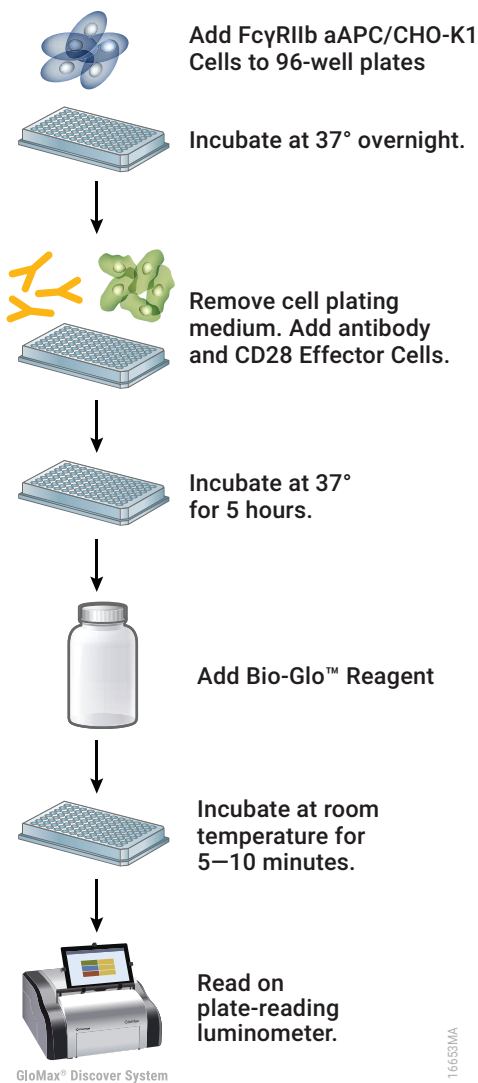 Add FcγRIIb aAPC/CHO-K1
Cells to 96-well plates
Incubate at 37° overnight.
Remove cell plating
medium. Add antibody
and CD28 Effector Cells.
Incubate at 37°
for 5 hours.
Add Bio-Glo™ Reagent
Incubate at room
temperature for
5—10 minutes.
Read on
plate-reading
luminometer.
GloMax® Discover System
16653MA